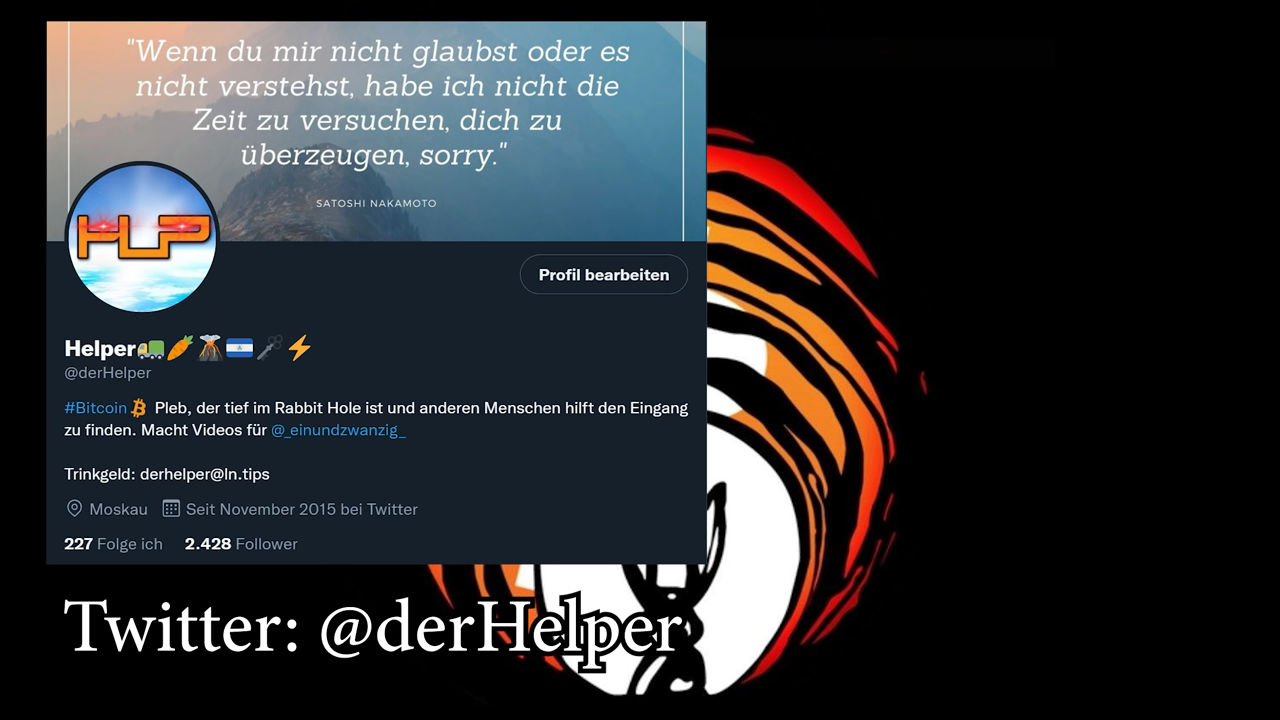 "Wenn du mir nicht glaubst oder es
nicht verstehst, habe ich nicht die
Zeit zu versuchen, dich zu
überzeugen, sorry."
SATOSHI NAKAMOTO
HLP
Profil bearbeiten
Helper🚛🥕🌋🇸🇻🗝⚡
@derHelper
#Bitcoin₿ Pleb, der tief im Rabbit Hole ist und anderen Menschen hilft den Eingang
zu finden. Macht Videos für @_einundzwanzig_
Trinkgeld: derhelper@ln.tips
Moskau Seit November 2015 bei Twitter
227 Folge ich 2.428 Follower
Twitter: @derHelper